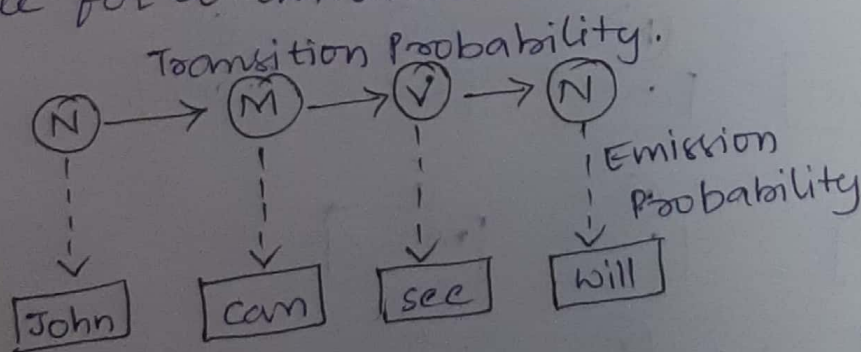 Transition Probability.
N M V N
Emission
Probability
John can see will